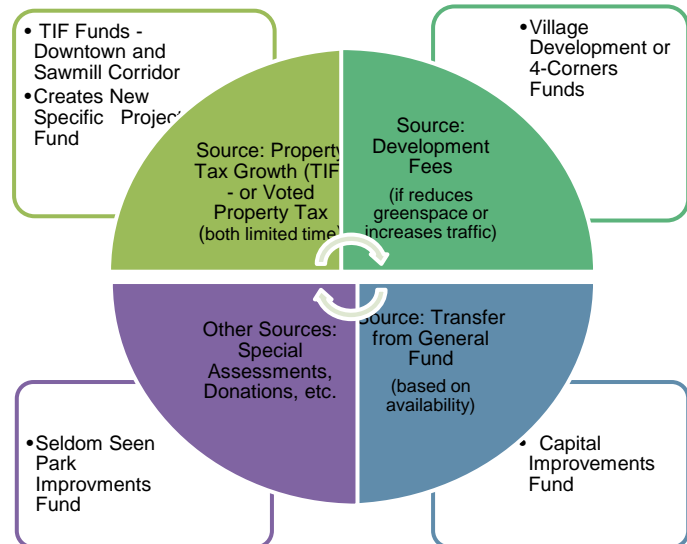 • TIF Funds -
Downtown and
Sawmill Corridor
•Creates New
Specific Projec
Fund
•Village
Development or
4-Corners
Funds
Source: Property
Tax Growth (TIF
- or Voted
Property Tax
(both limited time)
Source:
Development
Fees
(if reduces
greenspace or
increases traffic)
Other Sources:
Special
Assessments,
Donations, etc.
Source: Transfer
from General
Fund
(based on
availability)
•Seldom Seen
Park
Improvments
Fund
• Capital
Improvements
Fund